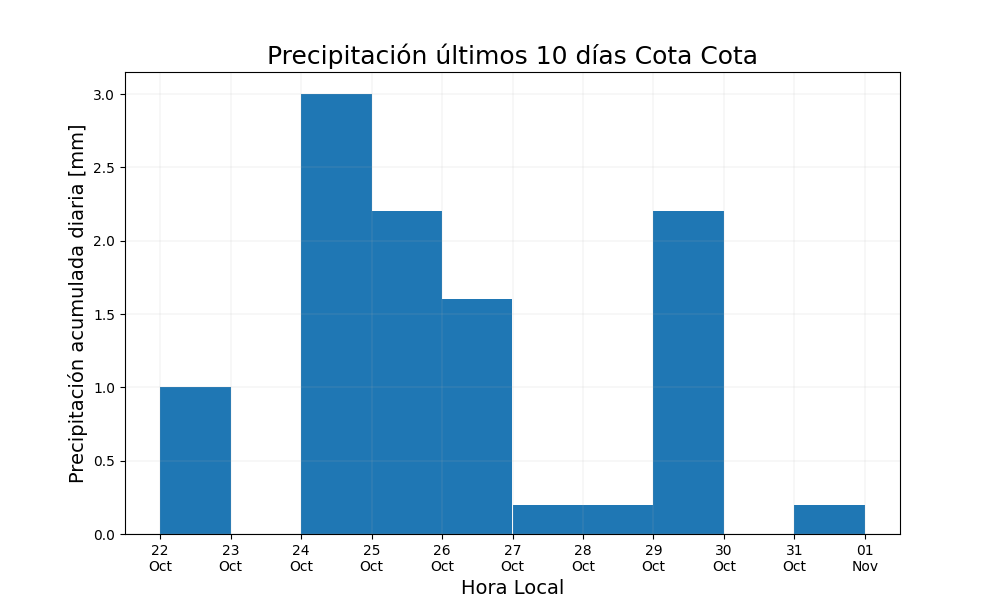 Precipitación últimos 10 días Cota Cota
Precipitación acumulada diaria [mm]
3.0
2.5
2.0
1.5
1.0
0.5
0.0
22 23 24 25 26 27 28 29 30 31 01
Oct Oct Oct Oct Oct Oct Oct Oct Oct Oct Nov
Hora Local